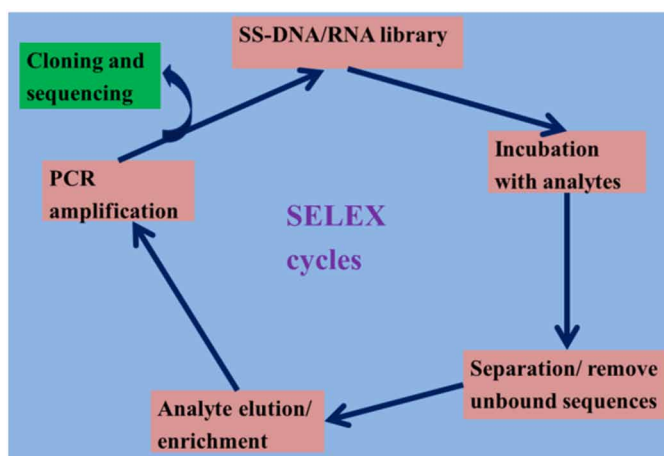 SS-DNA/RNA library
Cloning and
sequencing
Incubation
with analytes
PCR
amplification
SELEX
cycles
Separation/ remove
unbound sequences
Analyte elution/
enrichment